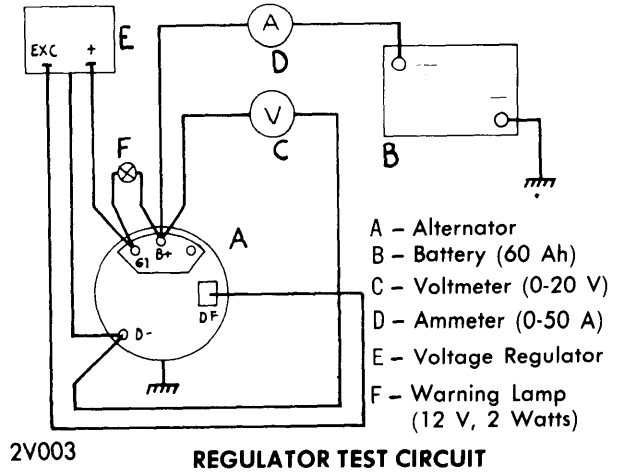 EXC + E
A
D
V
C
B
F
A
61 B+
DF
D-
A – Alternator
B – Battery (60 Ah)
C – Voltmeter (0-20 V)
D – Ammeter (0-50 A)
E – Voltage Regulator
F – Warning Lamp
(12 V, 2 Watts)
2V003
REGULATOR TEST CIRCUIT